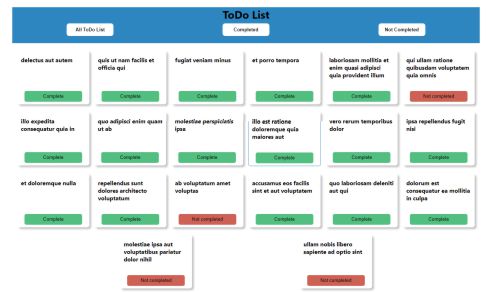 ToDo List
All ToDo List
Completed
Not Completed
delectus aut autem
Complete
quis ut nam facilis et
officia qui
Complete
fugiat veniam minus
Complete
et porro tempora
Complete
laboriosam mollitia et
enim quasi adipisci
quia provident illum
Complete
qui ullam ratione
quibusdam voluptatem
quia omnis
Not completed
illo expedita
consequatur quia in
Complete
quo adipisci enim quam
ut ab
Complete
molestiae perspiciatis
ipsa
Complete
illo est ratione
doloremque quia
maiores aut
Complete
vero rerum temporibus
dolor
Complete
ipsa repellendus fugit
nisi
Complete
et doloremque nulla
Complete
repellendus sunt
dolores architecto
voluptatum
Complete
ab voluptatum amet
voluptas
Not completed
accusamus eos facilis
sint et aut voluptatem
Complete
quo laboriosam deleniti
aut qui
Complete
dolorum est
consequatur ea mollitia
in culpa
Complete
molestiae ipsa aut
voluptatibus pariatur
dolor nihil
Not completed
ullam nobis libero
sapiente ad optio sint
Not completed